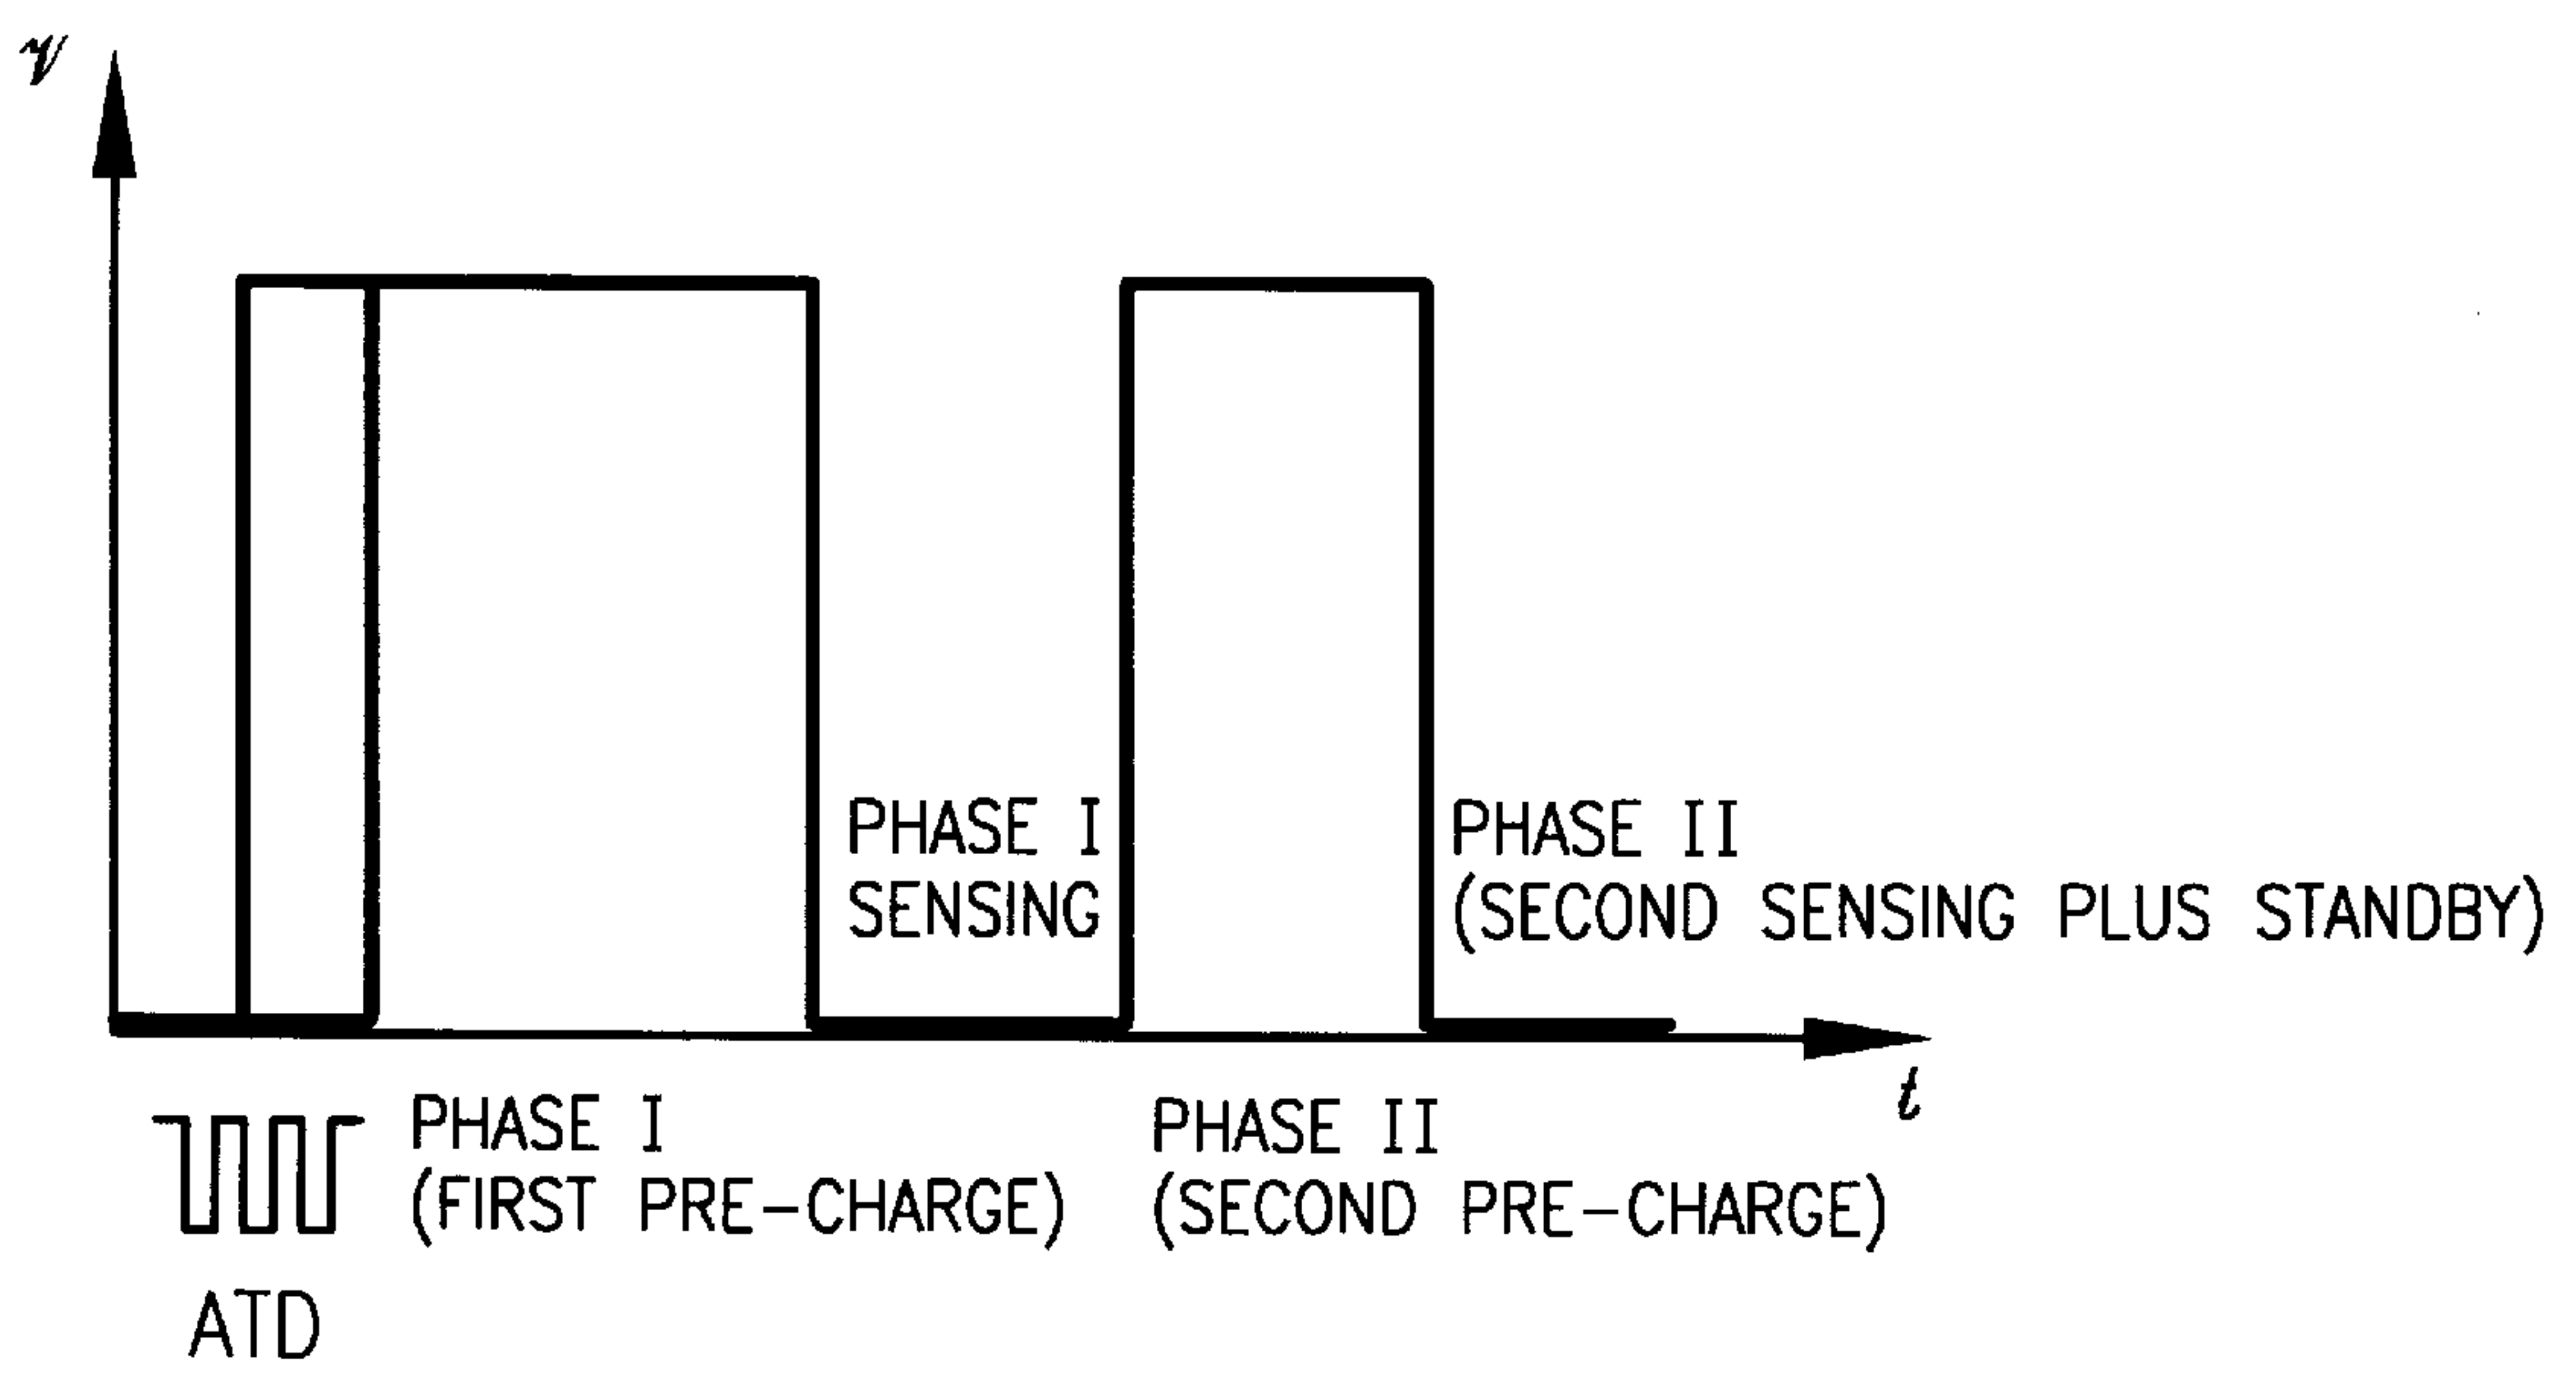 v
PHASE I
SENSING
PHASE II
(SECOND SENSING PLUS STANDBY)
t
PHASE I
(FIRST PRE-CHARGE)
PHASE II
(SECOND PRE-CHARGE)
ATD